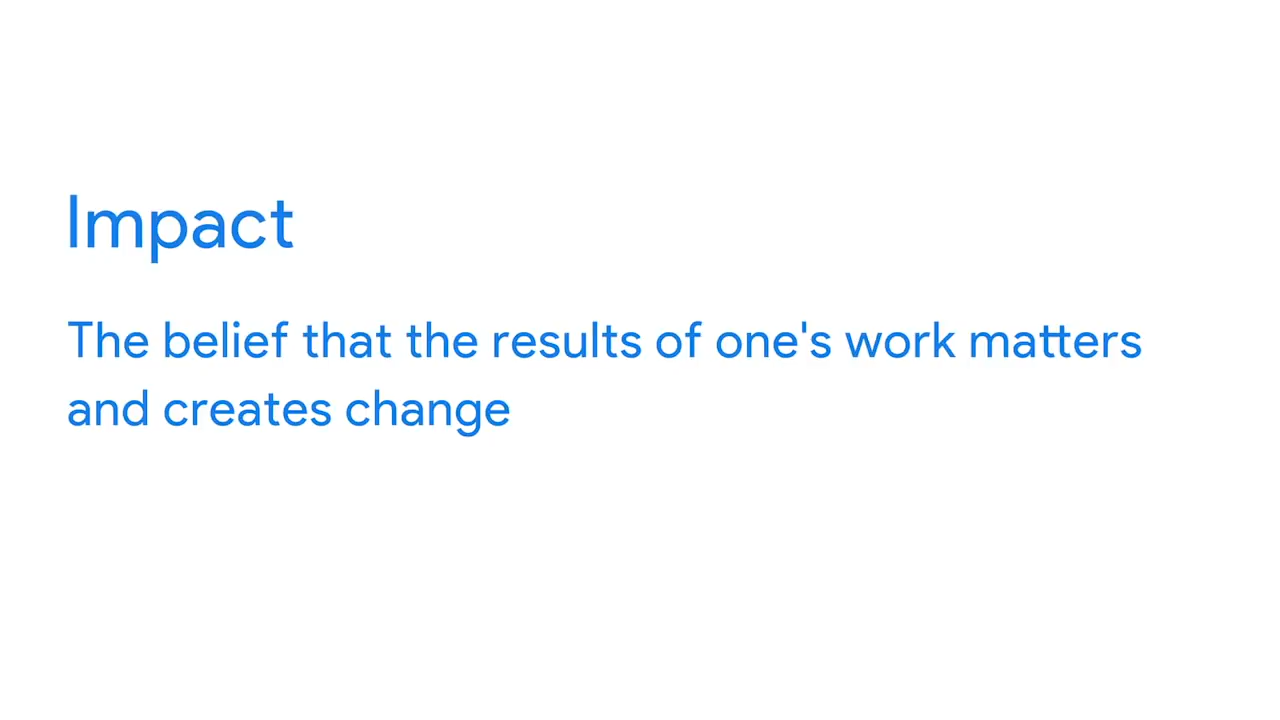 Impact
The belief that the results of one's work matters
and creates change